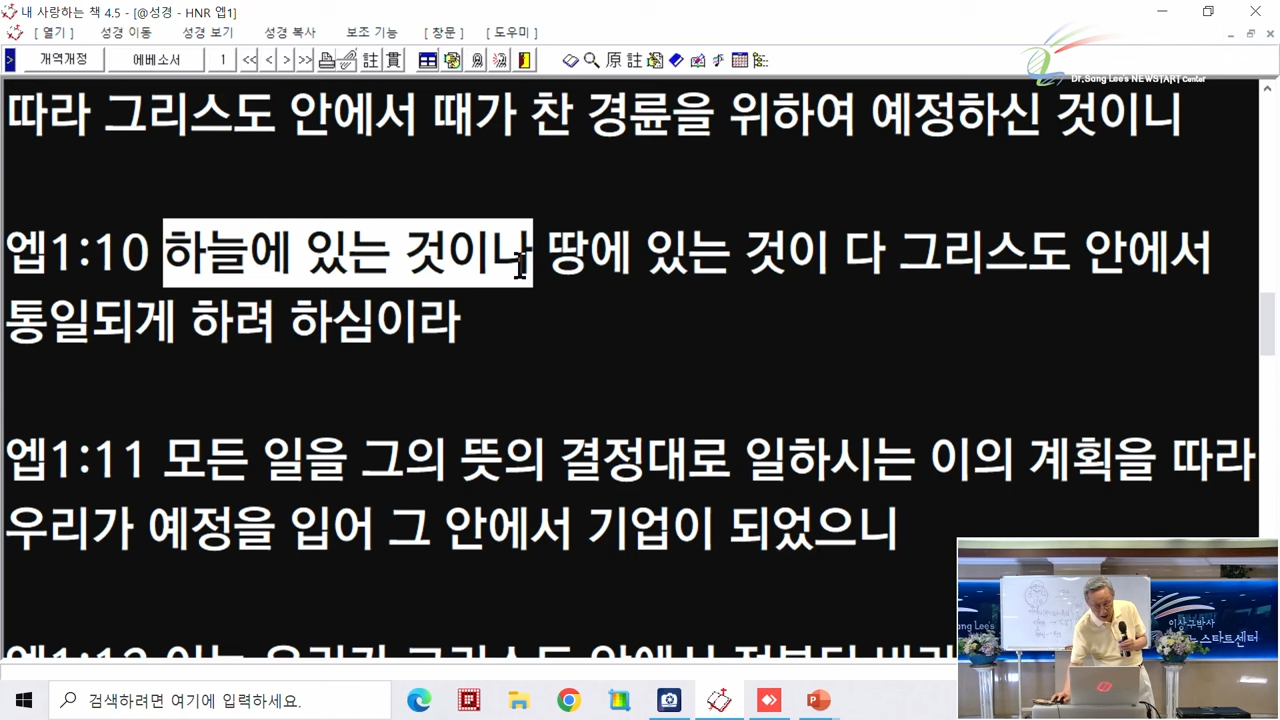 내 사랑하는 책 4.5 - [@성경 - HNR 엡1]
[ 열기 ] 성경 이동 성경 보기 성경 복사 보조 기능 [ 창문 ] [ 도우미 ]
개역개정 에베소서 1 << < > >> 註 貫 原 註
Dr.Sang Lee's NEWSTART Center
따라 그리스도 안에서 때가 찬 경륜을 위하여 예정하신 것이니
엡1:10 하늘에 있는 것이나 땅에 있는 것이 다 그리스도 안에서
통일되게 하려 하심이라
엡1:11 모든 일을 그의 뜻의 결정대로 일하시는 이의 계획을 따라
우리가 예정을 입어 그 안에서 기업이 되었으니
이상구박사
스타트센터
검색하려면 여기에 입력하세요.